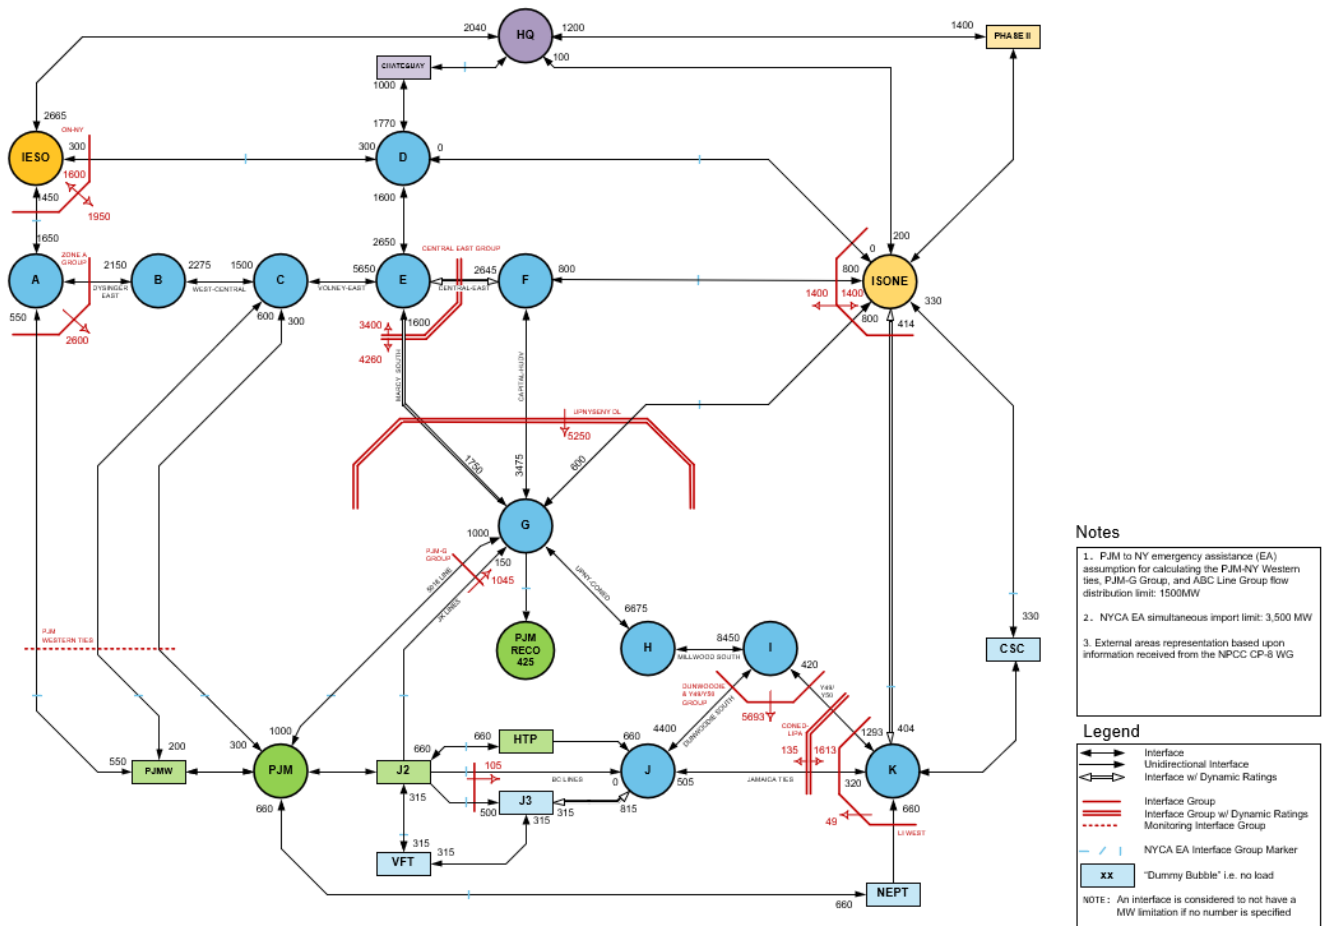 2040
HQ
1200
1400
PHASE II
100
CHATEGUAY
1000
2665
ON-NY
1770
IESO
300
300
D
0
1600
1450
1950
1600
1650
2650
CENTRAL EAST GROUP
0
200
ZONE A
GROUP
A
2150
B
2275
1500
C
5650
E
2645
F
800
800
ISONE
DYSINGER
EAST
WEST-CENTRAL
VOLNEY-EAST
CENTRAL-EAST
1400
1400
330
550
600
300
1600
800
414
2600
3400
4260
MARCY SOUTH
CAPITAL-HUDV
UPNYSENY DL
5250
1750
3475
600
G
1000
PJM-G
GROUP
150
1045
5018 LINE
JK LINES
UPNY-CONED
6675
PJM
RECO
425
H
8450
I
MILLWOOD SOUTH
420
330
CSC
PJM
WESTERN TIES
DUNWOODIE
& Y49/Y50
GROUP
Y49/
Y50
5693
DUNWOODIE SOUTH
CONED-
LIPA
4400
1293
404
1000
660
660
HTP
660
135
1613
550
200
300
PJMW
PJM
J2
105
BC LINES
0
J
505
JAMAICA TIES
320
K
660
315
500
J3
315
815
660
315
49
LI WEST
315
VFT
315
660
NEPT
Notes
1. PJM to NY emergency assistance (EA)
assumption for calculating the PJM-NY Western
ties, PJM-G Group, and ABC Line Group flow
distribution limit: 1500MW
2. NYCA EA simultaneous import limit: 3,500 MW
3. External areas representation based upon
information received from the NPCC CP-8 WG
Legend
Interface
Unidirectional Interface
Interface w/ Dynamic Ratings
Interface Group
Interface Group w/ Dynamic Ratings
Monitoring Interface Group
NYCA EA Interface Group Marker
xx
"Dummy Bubble" i.e. no load
NOTE: An interface is considered to not have a
MW limitation if no number is specified